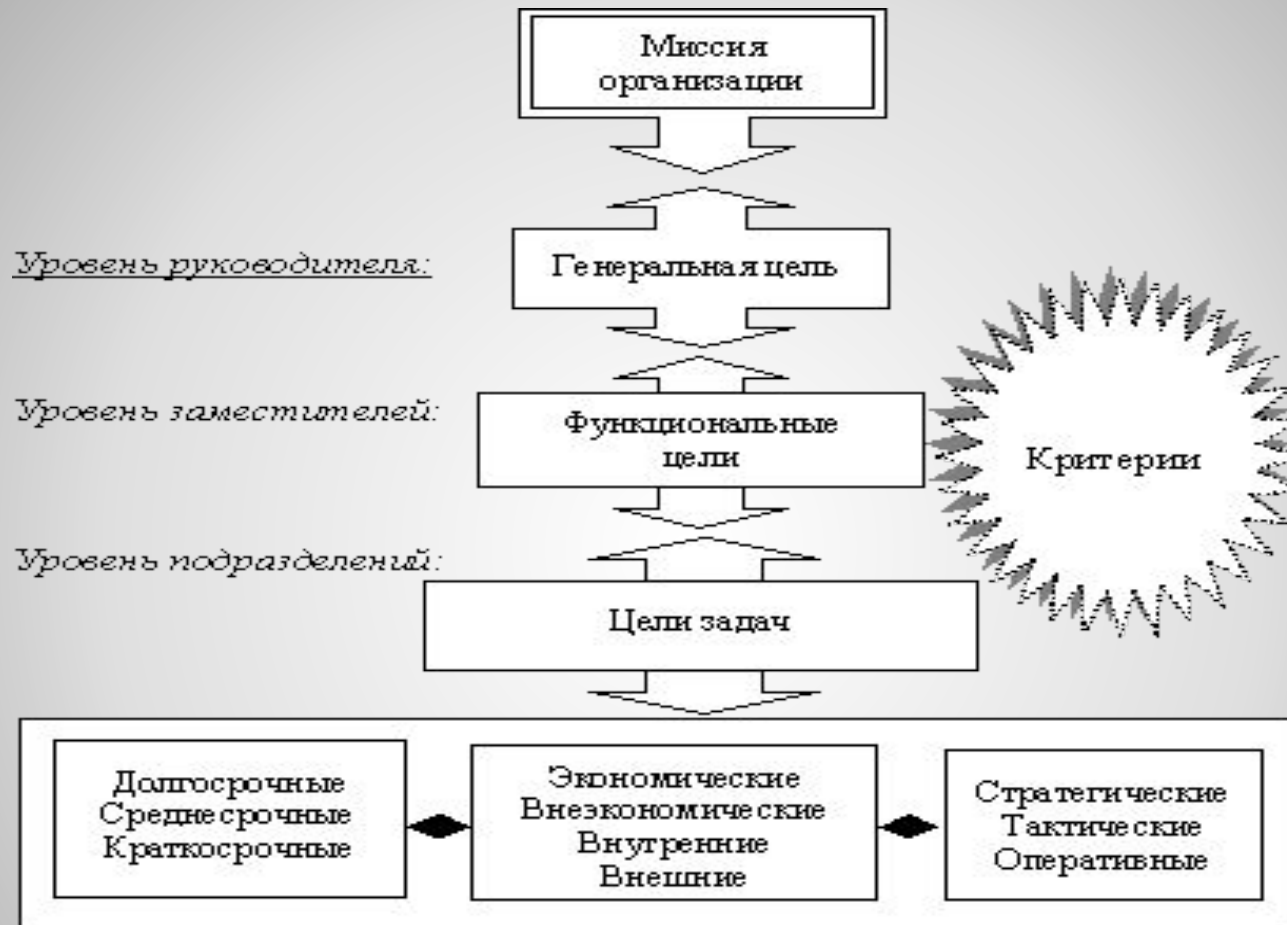 Миссия
организации
Уровень руководителя:
Генеральная цель
Уровень заместителей:
Функциональные
цели
Критерии
Уровень подразделений:
Цели задач
Долгосрочные
Среднесрочные
Краткосрочные
Экономические
Внеэкономические
Внутренние
Внешние
Стратегические
Тактические
Оперативные